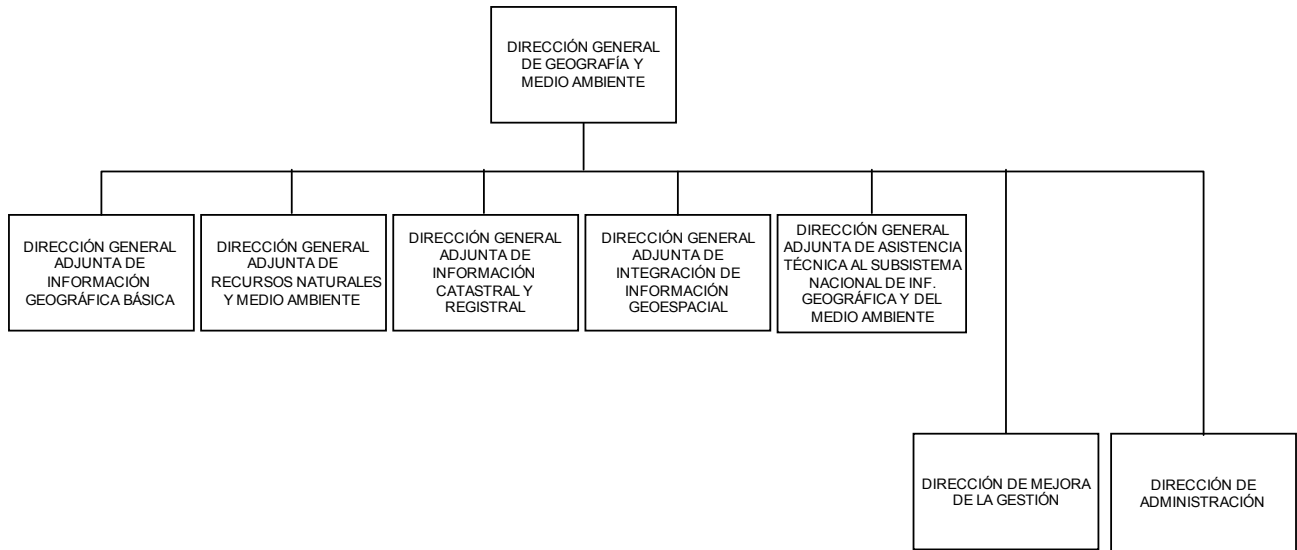 DIRECCIÓN GENERAL
DE GEOGRAFÍA Y
MEDIO AMBIENTE
DIRECCIÓN GENERAL
ADJUNTA DE
INFORMACIÓN
GEOGRÁFICA BÁSICA
DIRECCIÓN GENERAL
ADJUNTA DE
RECURSOS NATURALES
Y MEDIO AMBIENTE
DIRECCIÓN GENERAL
ADJUNTA DE
INFORMACIÓN
CATASTRAL Y
REGISTRAL
DIRECCIÓN GENERAL
ADJUNTA DE
INTEGRACIÓN DE
INFORMACIÓN
GEOESPACIAL
DIRECCIÓN GENERAL
ADJUNTA DE ASISTENCIA
TÉCNICA AL SUBSISTEMA
NACIONAL DE INF.
GEOGRÁFICA Y DEL
MEDIO AMBIENTE
DIRECCIÓN DE MEJORA
DE LA GESTIÓN
DIRECCIÓN DE
ADMINISTRACIÓN